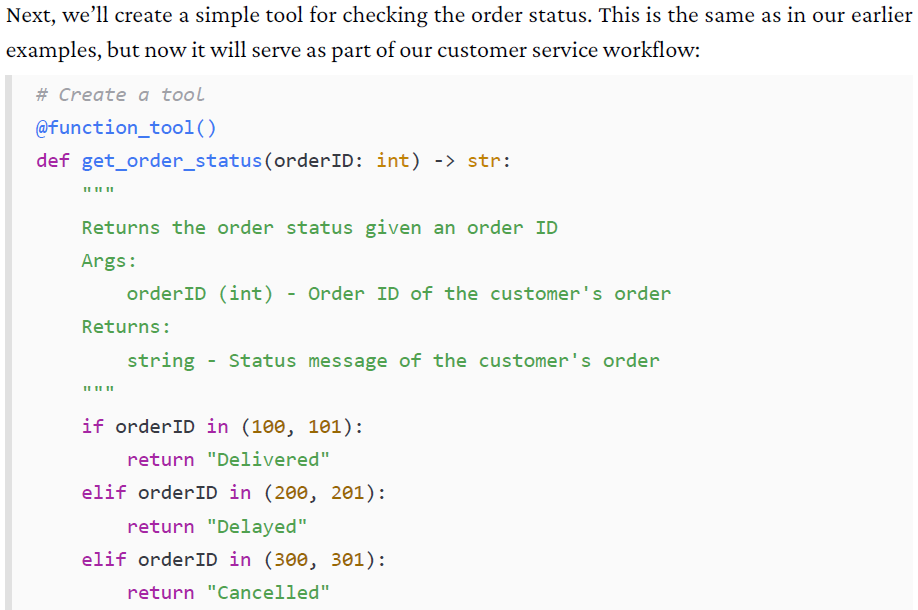 Next, we’ll create a simple tool for checking the order status. This is the same as in our earlier
examples, but now it will serve as part of our customer service workflow:
# Create a tool
@function_tool()
def get_order_status(orderID: int) -> str:
    """
    Returns the order status given an order ID
    Args:
        orderID (int) - Order ID of the customer's order
    Returns:
        string - Status message of the customer's order
    """
    if orderID in (100, 101):
        return "Delivered"
    elif orderID in (200, 201):
        return "Delayed"
    elif orderID in (300, 301):
        return "Cancelled"